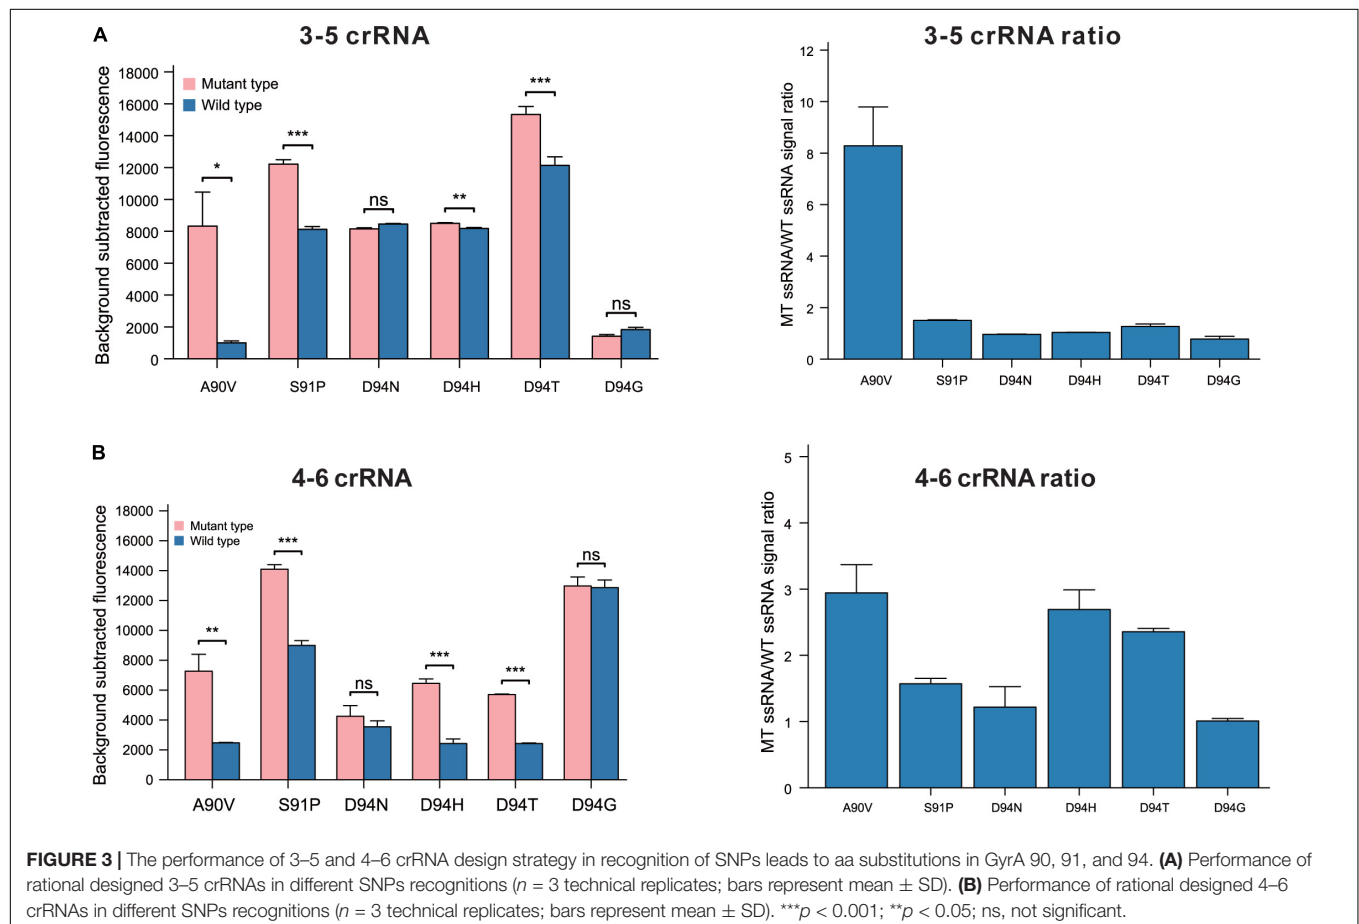 A
3-5 crRNA
Background subtracted fluorescence
18000
16000
14000
12000
10000
8000
6000
4000
2000
0
Mutant type
Wild type
*
***
ns
**
***
ns
A90V S91P D94N D94H D94T D94G
3-5 crRNA ratio
MT ssRNA/WT ssRNA signal ratio
12
10
8
6
4
2
0
A90V S91P D94N D94H D94T D94G
B
4-6 crRNA
Background subtracted fluorescence
18000
16000
14000
12000
10000
8000
6000
4000
2000
0
Mutant type
Wild type
**
***
ns
***
***
ns
A90V S91P D94N D94H D94T D94G
4-6 crRNA ratio
MT ssRNA/WT ssRNA signal ratio
5
4
3
2
1
0
A90V S91P D94N D94H D94T D94G
FIGURE 3 | The performance of 3–5 and 4–6 crRNA design strategy in recognition of SNPs leads to aa substitutions in GyrA 90, 91, and 94. (A) Performance of
rational designed 3–5 crRNAs in different SNPs recognitions (n = 3 technical replicates; bars represent mean ± SD). (B) Performance of rational designed 4–6
crRNAs in different SNPs recognitions (n = 3 technical replicates; bars represent mean ± SD). ***p < 0.001; **p < 0.05; ns, not significant.